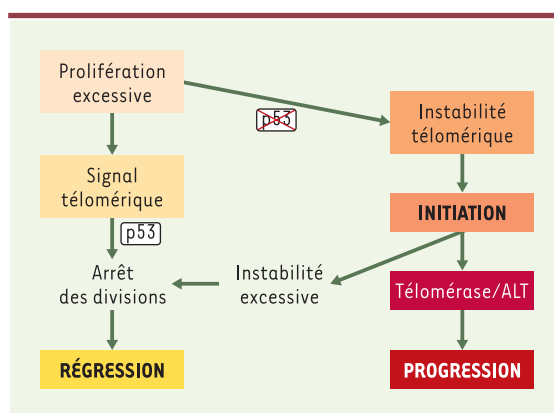 Prolifération
excessive
p53
Instabilité
télomérique
Signal
télomérique
INITIATION
p53
Arrêt
des divisions
Instabilité
excessive
Télomérase/ALT
RÉGRESSION
PROGRESSION